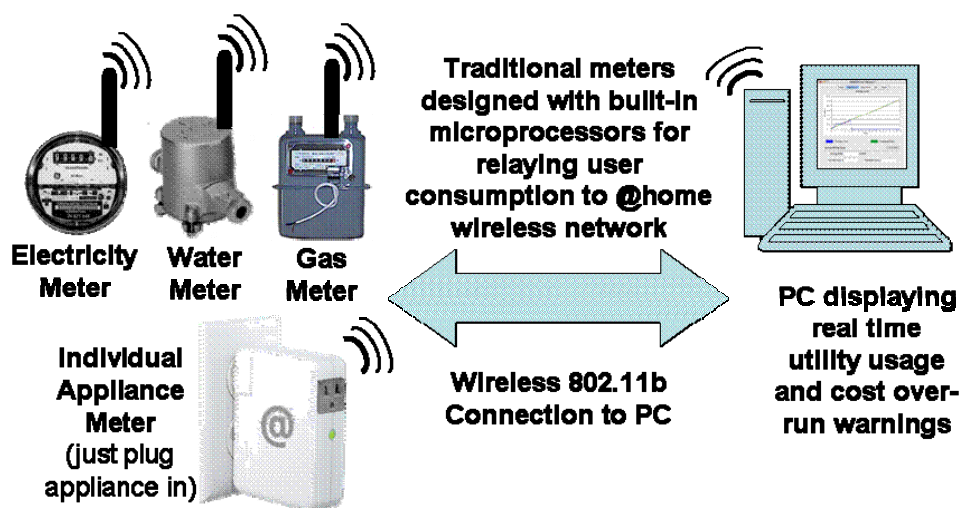 Traditional meters
designed with built-in
microprocessors for
relaying user
consumption to @home
wireless network
Electricity
Meter
Water
Meter
Gas
Meter
Individual
Appliance
Meter
(just plug
appliance in)
@
Wireless 802.11b
Connection to PC
PC displaying
real time
utility usage
and cost over-
run warnings